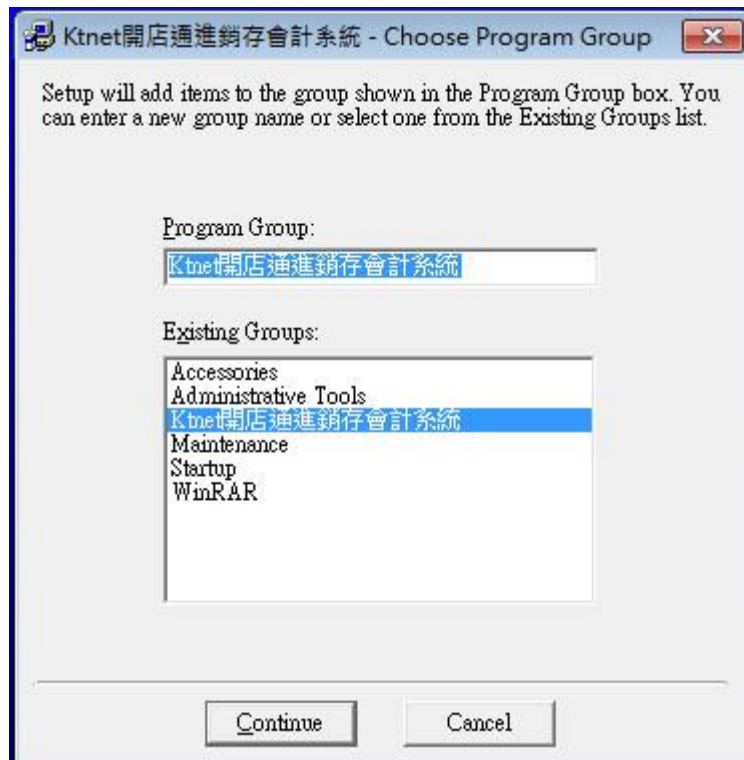 Ktnet開店通進銷存會計系統 - Choose Program Group
Setup will add items to the group shown in the Program Group box. You
can enter a new group name or select one from the Existing Groups list.
Program Group:
Ktnet開店通進銷存會計系統
Existing Groups:
Accessories
Administrative Tools
Ktnet開店通進銷存會計系統
Maintenance
Startup
WinRAR
Continue
Cancel